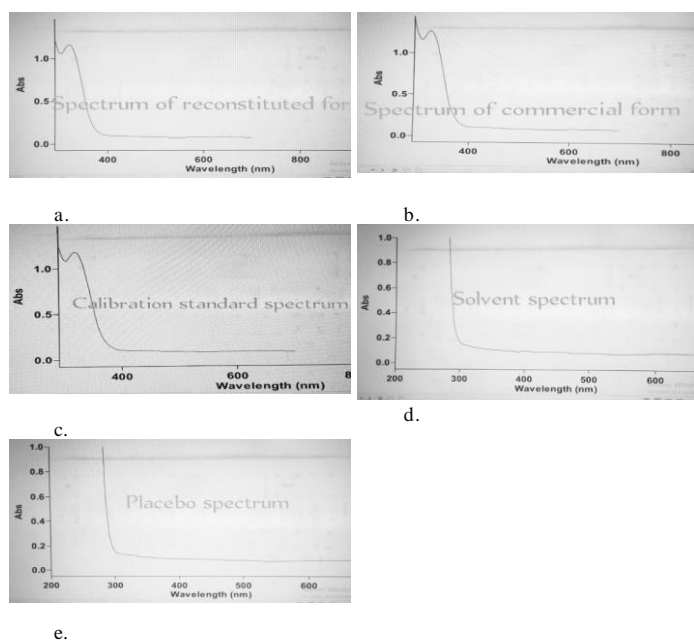 Abs
1.0
0.5
0.0
Spectrum of reconstituted for
400
600
800
Wavelength (nm)
a.
Abs
1.0
0.5
0.0
Spectrum of commercial form
400
600
800
Wavelength (nm)
b.
Abs
1.0
0.5
0.0
Calibration standard spectrum
400
600
8
Wavelength (nm)
c.
Abs
1.0
0.8
0.6
0.4
0.2
0.0
Solvent spectrum
200
300
400
500
600
Wavelength (nm)
d.
Abs
1.0
0.8
0.6
0.4
0.2
0.0
Placebo spectrum
200
300
400
500
600
Wavelength (nm)
e.